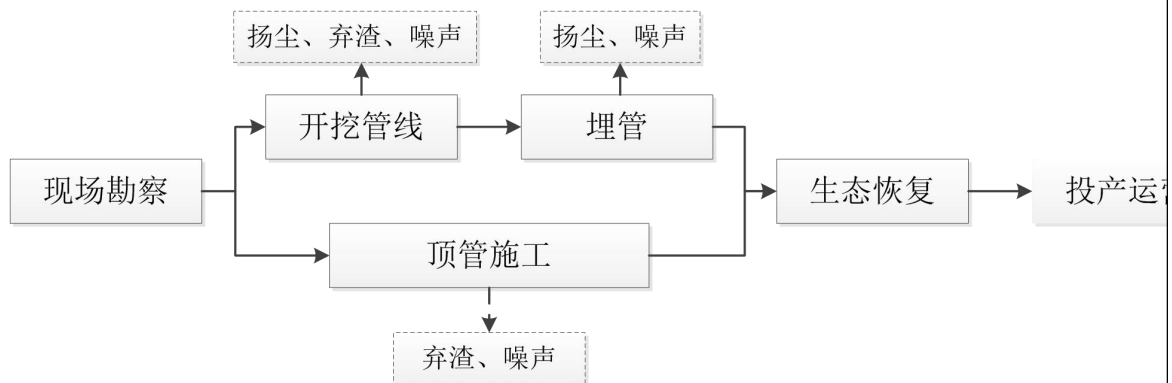 扬尘、弃渣、噪声
扬尘、噪声
开挖管线
埋管
现场勘察
生态恢复
投产运营
顶管施工
弃渣、噪声